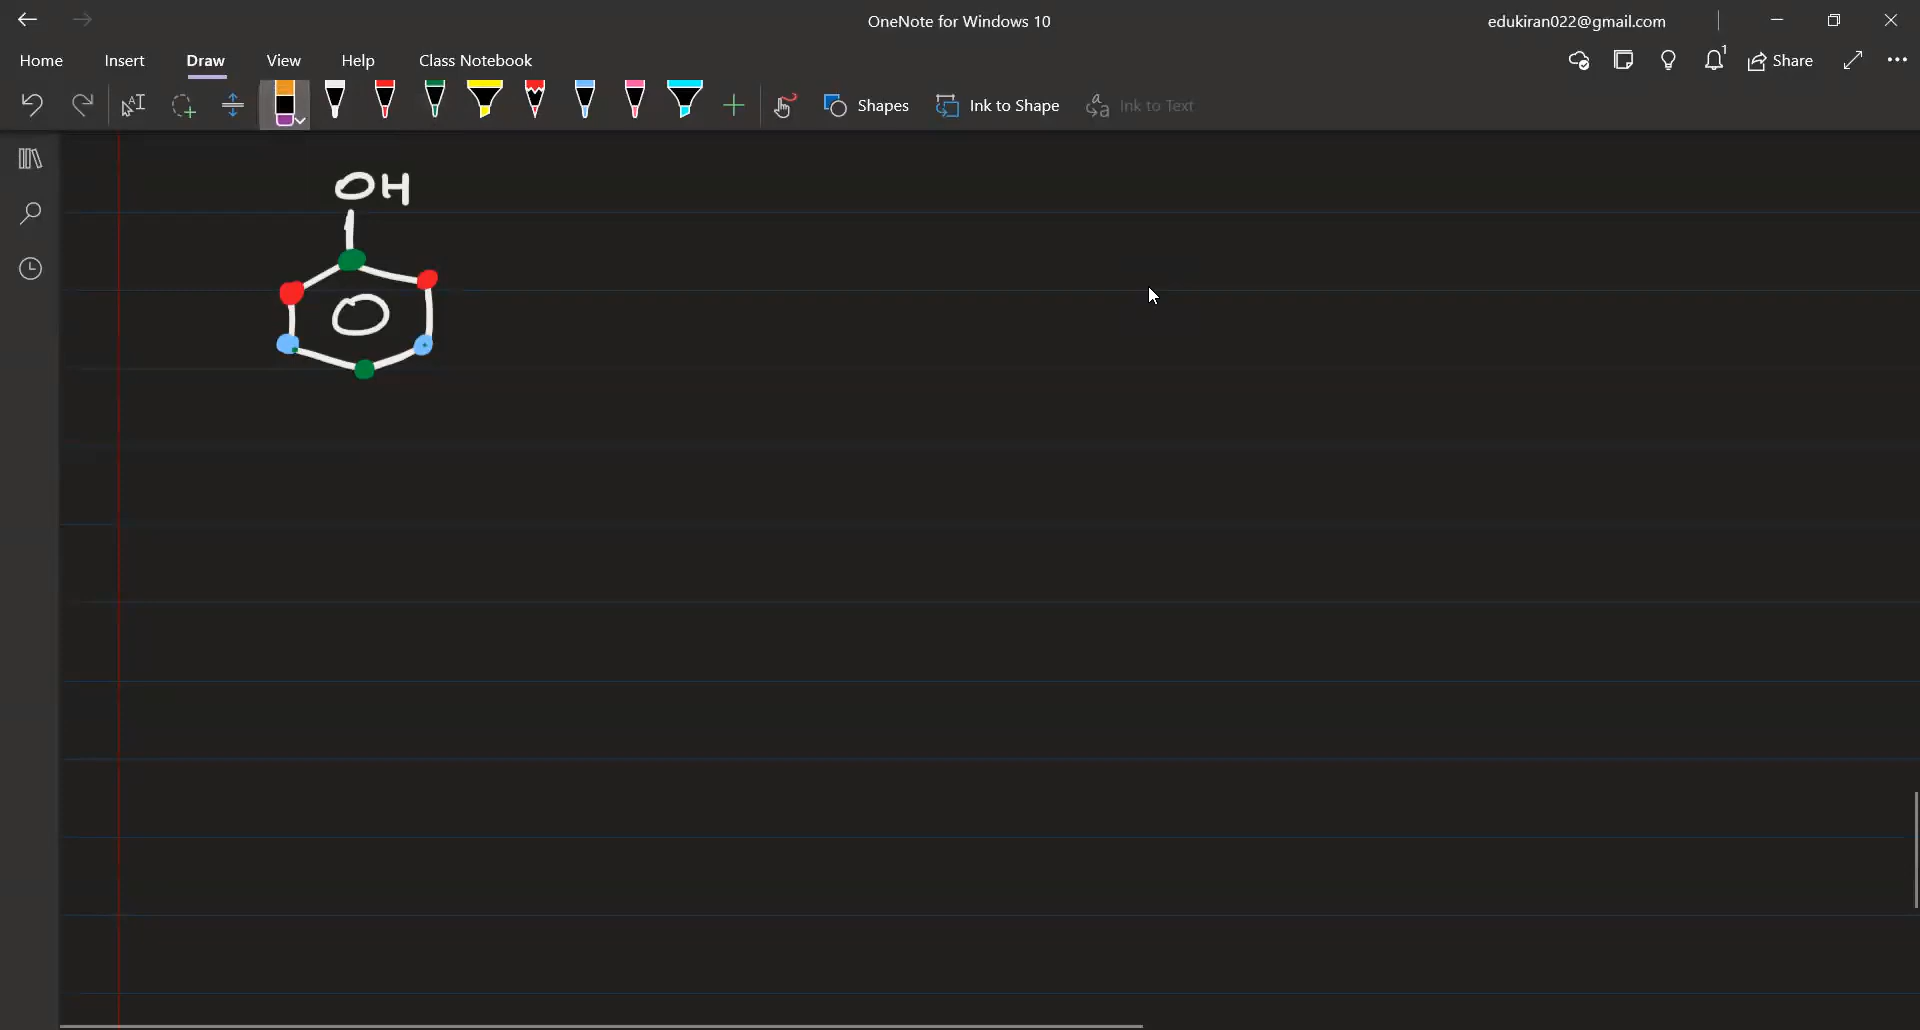 OneNote for Windows 10
edukiran022@gmail.com
Home Insert Draw View Help Class Notebook
1
Share
Shapes
Ink to Shape
Ink to Text
OH